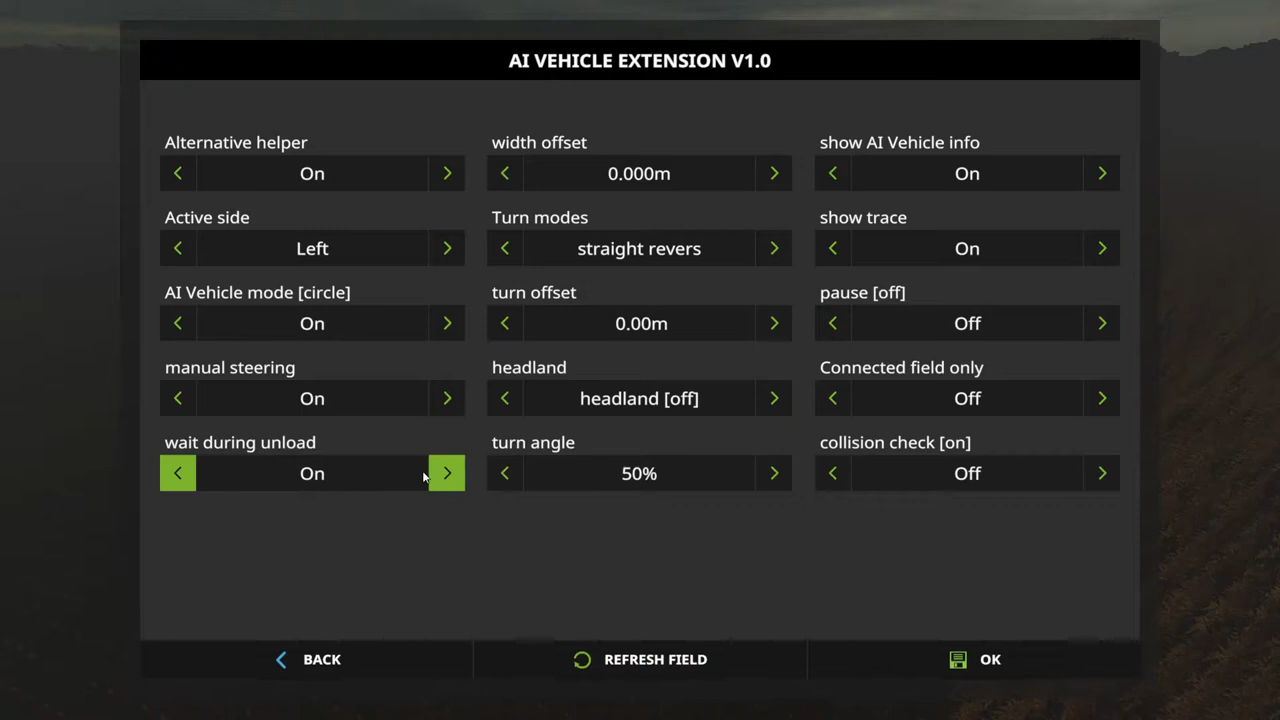 AI VEHICLE EXTENSION V1.0
Alternative helper
On
Active side
Left
AI Vehicle mode [circle]
On
manual steering
On
wait during unload
On
width offset
0.000m
Turn modes
straight revers
turn offset
0.00m
headland
headland [off]
turn angle
50%
show AI Vehicle info
On
show trace
On
pause [off]
Off
Connected field only
Off
collision check [on]
Off
BACK
REFRESH FIELD
OK